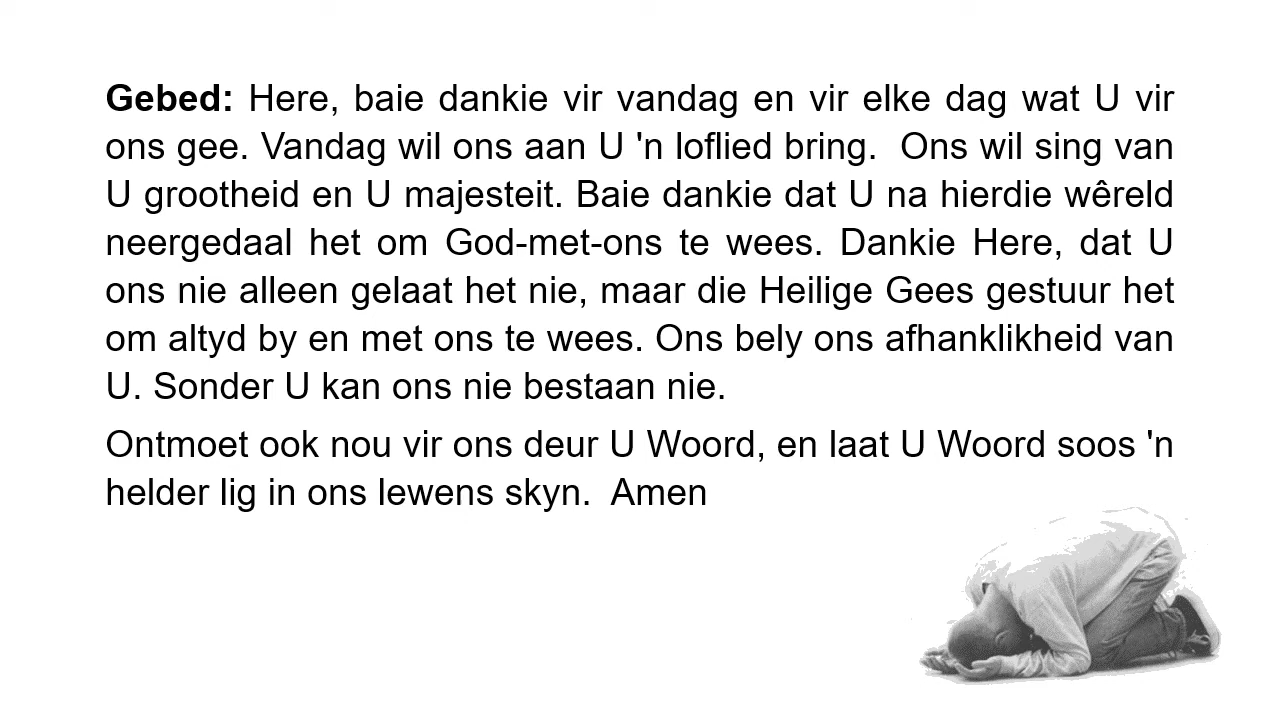 Gebed: Here, baie dankie vir vandag en vir elke dag wat U vir
ons gee. Vandag wil ons aan U 'n loflied bring.  Ons wil sing van
U grootheid en U majesteit. Baie dankie dat U na hierdie wêreld
neergedaal het om God-met-ons te wees. Dankie Here, dat U
ons nie alleen gelaat het nie, maar die Heilige Gees gestuur het
om altyd by en met ons te wees. Ons bely ons afhanklikheid van
U. Sonder U kan ons nie bestaan nie.
Ontmoet ook nou vir ons deur U Woord, en laat U Woord soos 'n
helder lig in ons lewens skyn.  Amen